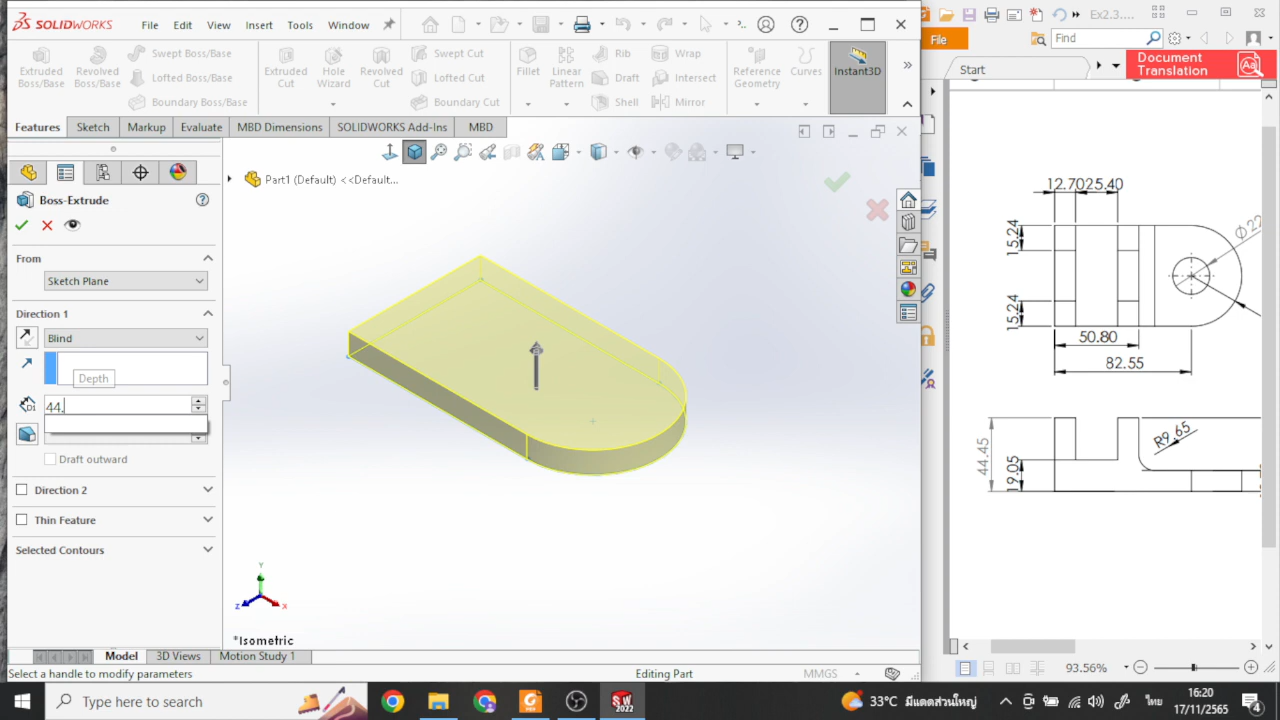 SOLIDWORKS
File
Edit
View
Insert
Tools
Window
Extruded Boss/Base
Revolved Boss/Base
Swept Boss/Base
Lofted Boss/Base
Boundary Boss/Base
Extruded Cut
Hole Wizard
Revolved Cut
Swept Cut
Lofted Cut
Boundary Cut
Fillet
Linear Pattern
Rib
Draft
Shell
Wrap
Intersect
Mirror
Reference Geometry
Curves
Instant3D
Features
Sketch
Markup
Evaluate
MBD Dimensions
SOLIDWORKS Add-Ins
MBD
Part1 (Default) <<Default...
Boss-Extrude
From
Sketch Plane
Direction 1
Blind
Depth
44.
Draft outward
Direction 2
Thin Feature
Selected Contours
Y
Z
X
*Isometric
Model
3D Views
Motion Study 1
Select a handle to modify parameters
Editing Part
MMGS
Ex2.3....
File
Find
Start
Document Translation
12.70
25.40
15.24
15.24
Ø22
50.80
82.55
44.45
19.05
R9.65
93.56%
Type here to search
SW 2022
33°C มีแดดส่วนใหญ่
ไทย
16:20
17/11/2565
4